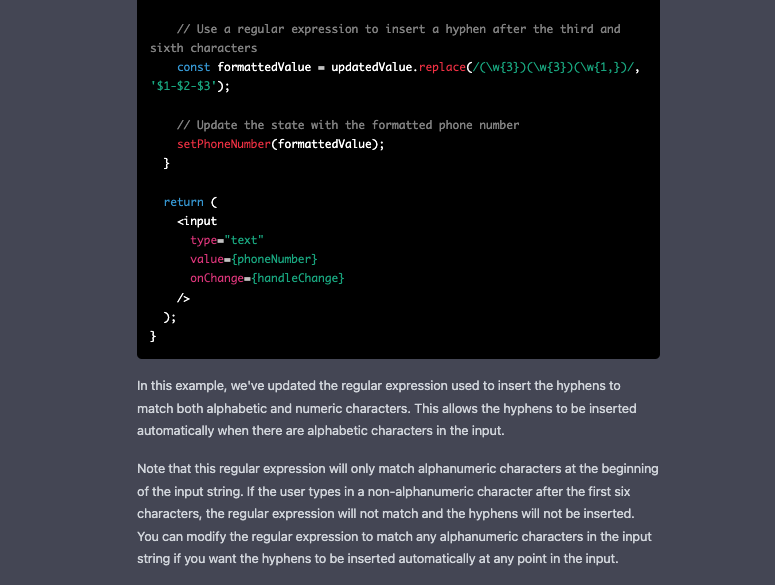 // Use a regular expression to insert a hyphen after the third and
sixth characters
const formattedValue = updatedValue.replace(/(\w{3})(\w{3})(\w{1,})/,
'$1-$2-$3');
// Update the state with the formatted phone number
setPhoneNumber(formattedValue);
}
return (
<input
type="text"
value={phoneNumber}
onChange={handleChange}
/>
);
}
In this example, we've updated the regular expression used to insert the hyphens to
match both alphabetic and numeric characters. This allows the hyphens to be inserted
automatically when there are alphabetic characters in the input.
Note that this regular expression will only match alphanumeric characters at the beginning
of the input string. If the user types in a non-alphanumeric character after the first six
characters, the regular expression will not match and the hyphens will not be inserted.
You can modify the regular expression to match any alphanumeric characters in the input
string if you want the hyphens to be inserted automatically at any point in the input.